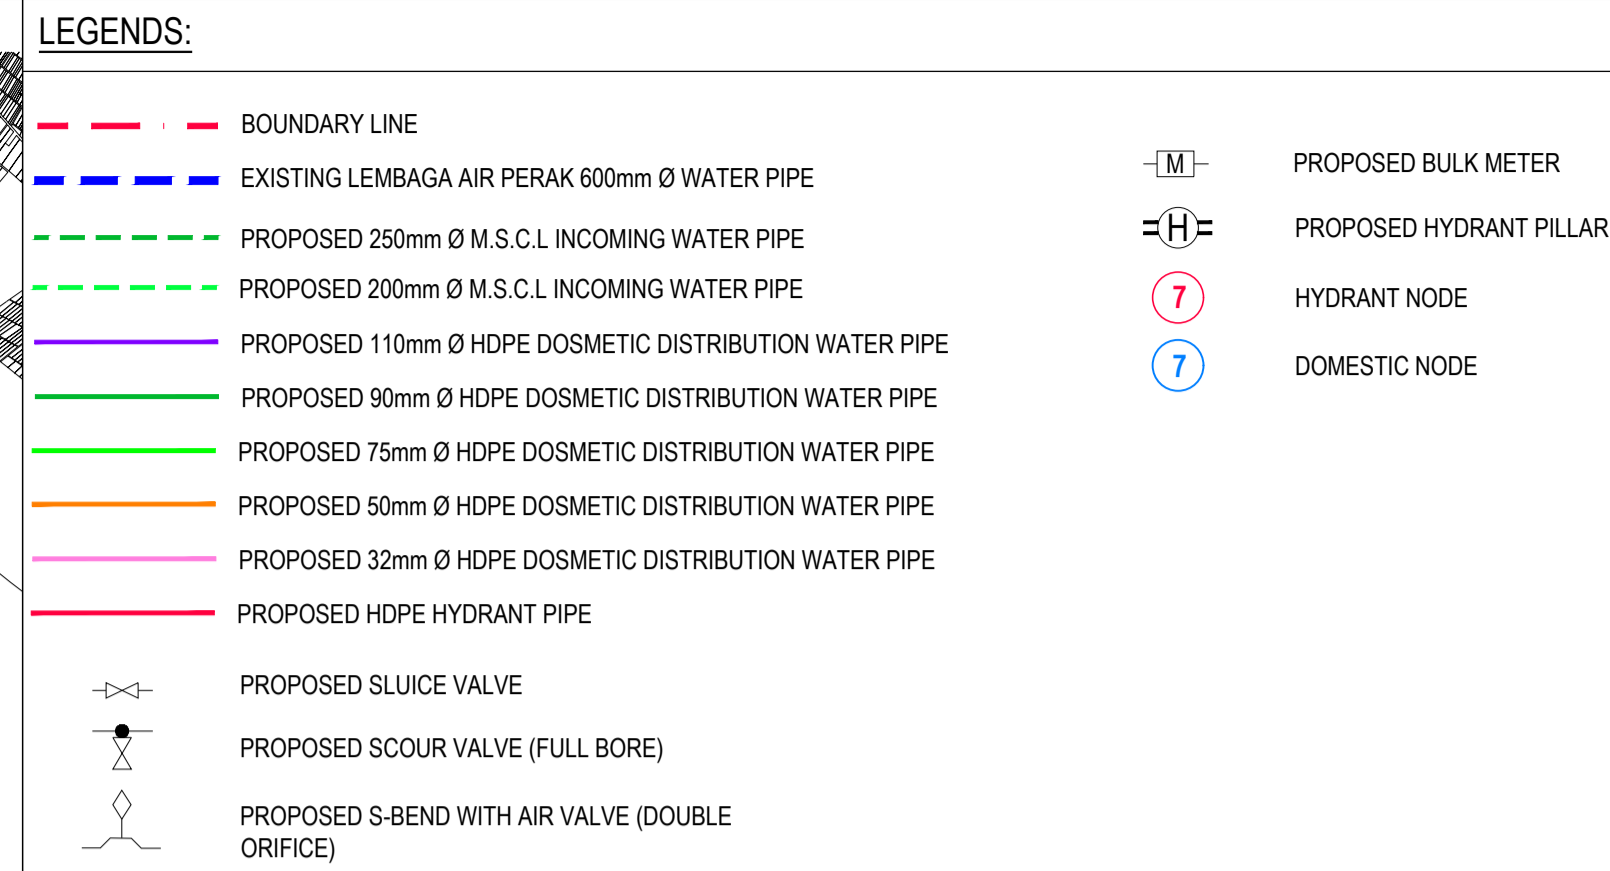 LEGENDS:
BOUNDARY LINE
EXISTING LEMBAGA AIR PERAK 600mm Ø WATER PIPE
PROPOSED 250mm Ø M.S.C.L INCOMING WATER PIPE
PROPOSED 200mm Ø M.S.C.L INCOMING WATER PIPE
PROPOSED 110mm Ø HDPE DOSMETIC DISTRIBUTION WATER PIPE
PROPOSED 90mm Ø HDPE DOSMETIC DISTRIBUTION WATER PIPE
PROPOSED 75mm Ø HDPE DOSMETIC DISTRIBUTION WATER PIPE
PROPOSED 50mm Ø HDPE DOSMETIC DISTRIBUTION WATER PIPE
PROPOSED 32mm Ø HDPE DOSMETIC DISTRIBUTION WATER PIPE
PROPOSED HDPE HYDRANT PIPE
PROPOSED SLUICE VALVE
PROPOSED SCOUR VALVE (FULL BORE)
PROPOSED S-BEND WITH AIR VALVE (DOUBLE
ORIFICE)
M PROPOSED BULK METER
H PROPOSED HYDRANT PILLAR
7 HYDRANT NODE
7 DOMESTIC NODE